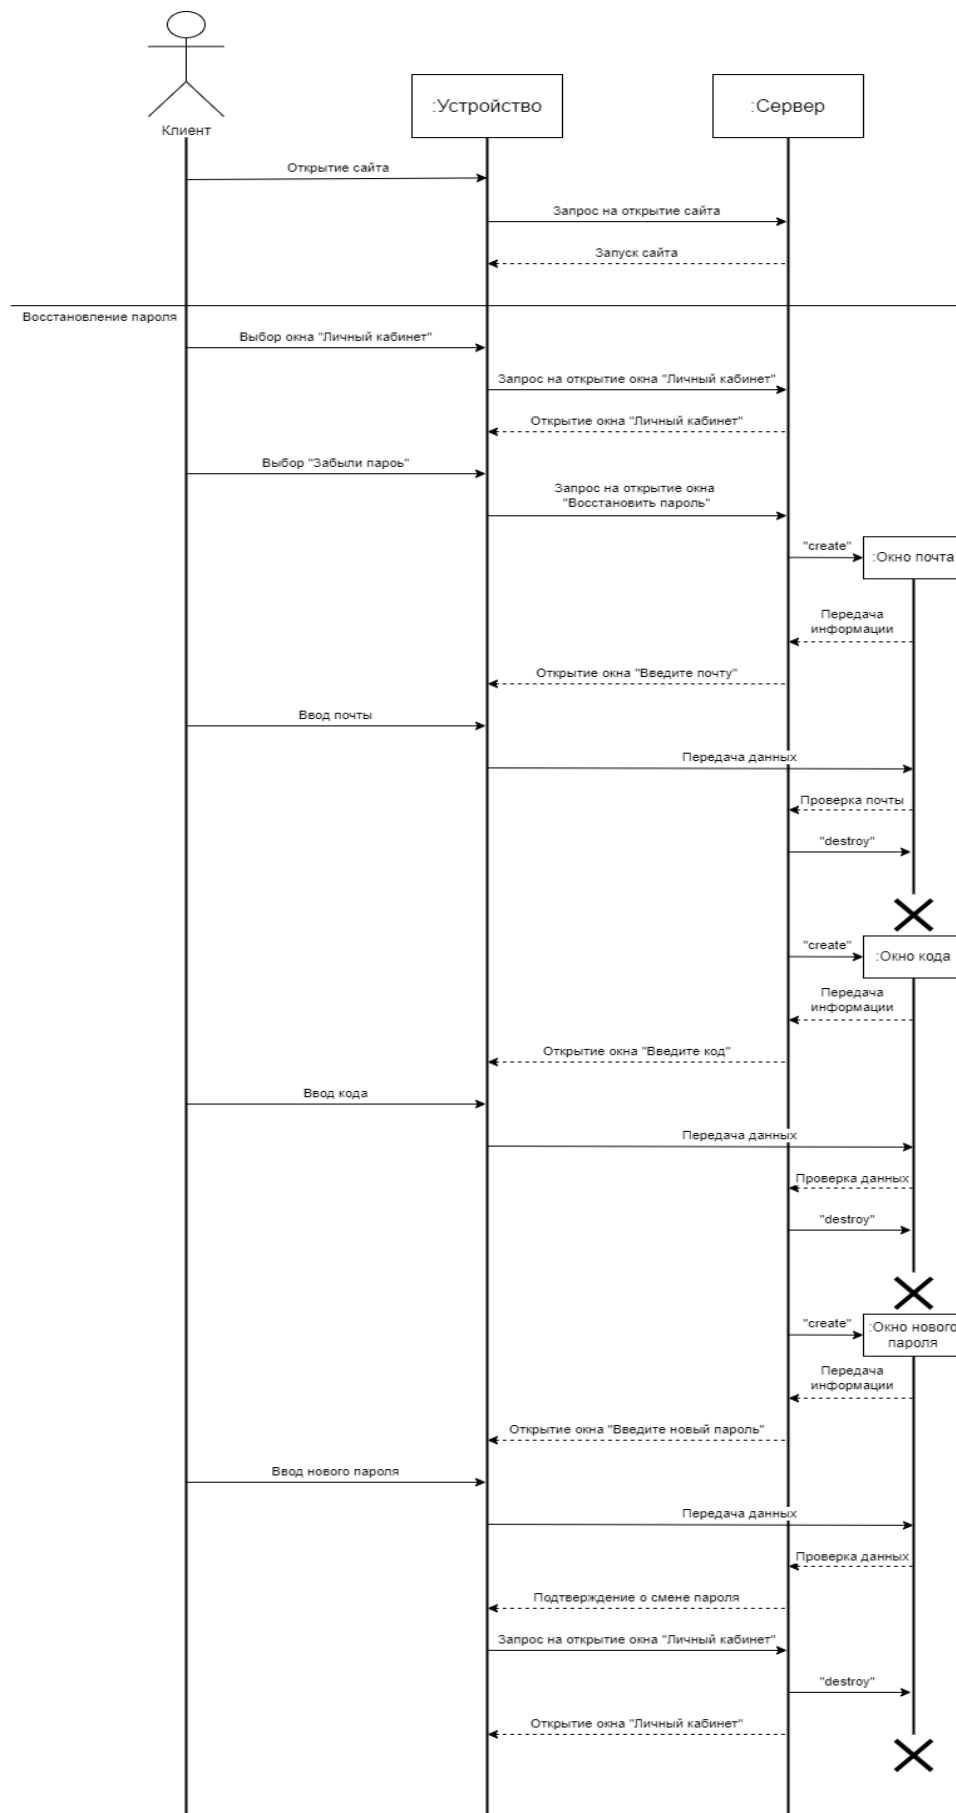 Клиент
:Устройство
:Сервер
Открытие сайта
Запрос на открытие сайта
Запуск сайта
Восстановление пароля
Выбор окна "Личный кабинет"
Запрос на открытие окна "Личный кабинет"
Открытие окна "Личный кабинет"
Выбор "Забыли пароь"
Запрос на открытие окна
"Восстановить пароль"
"create"
:Окно почта
Передача
информации
Открытие окна "Введите почту"
Ввод почты
Передача данных
Проверка почты
"destroy"
"create"
:Окно кода
Передача
информации
Открытие окна "Введите код"
Ввод кода
Передача данных
Проверка данных
"destroy"
"create"
:Окно нового
пароля
Передача
информации
Открытие окна "Введите новый пароль"
Ввод нового пароля
Передача данных
Проверка данных
Подтверждение о смене пароля
Запрос на открытие окна "Личный кабинет"
"destroy"
Открытие окна "Личный кабинет"